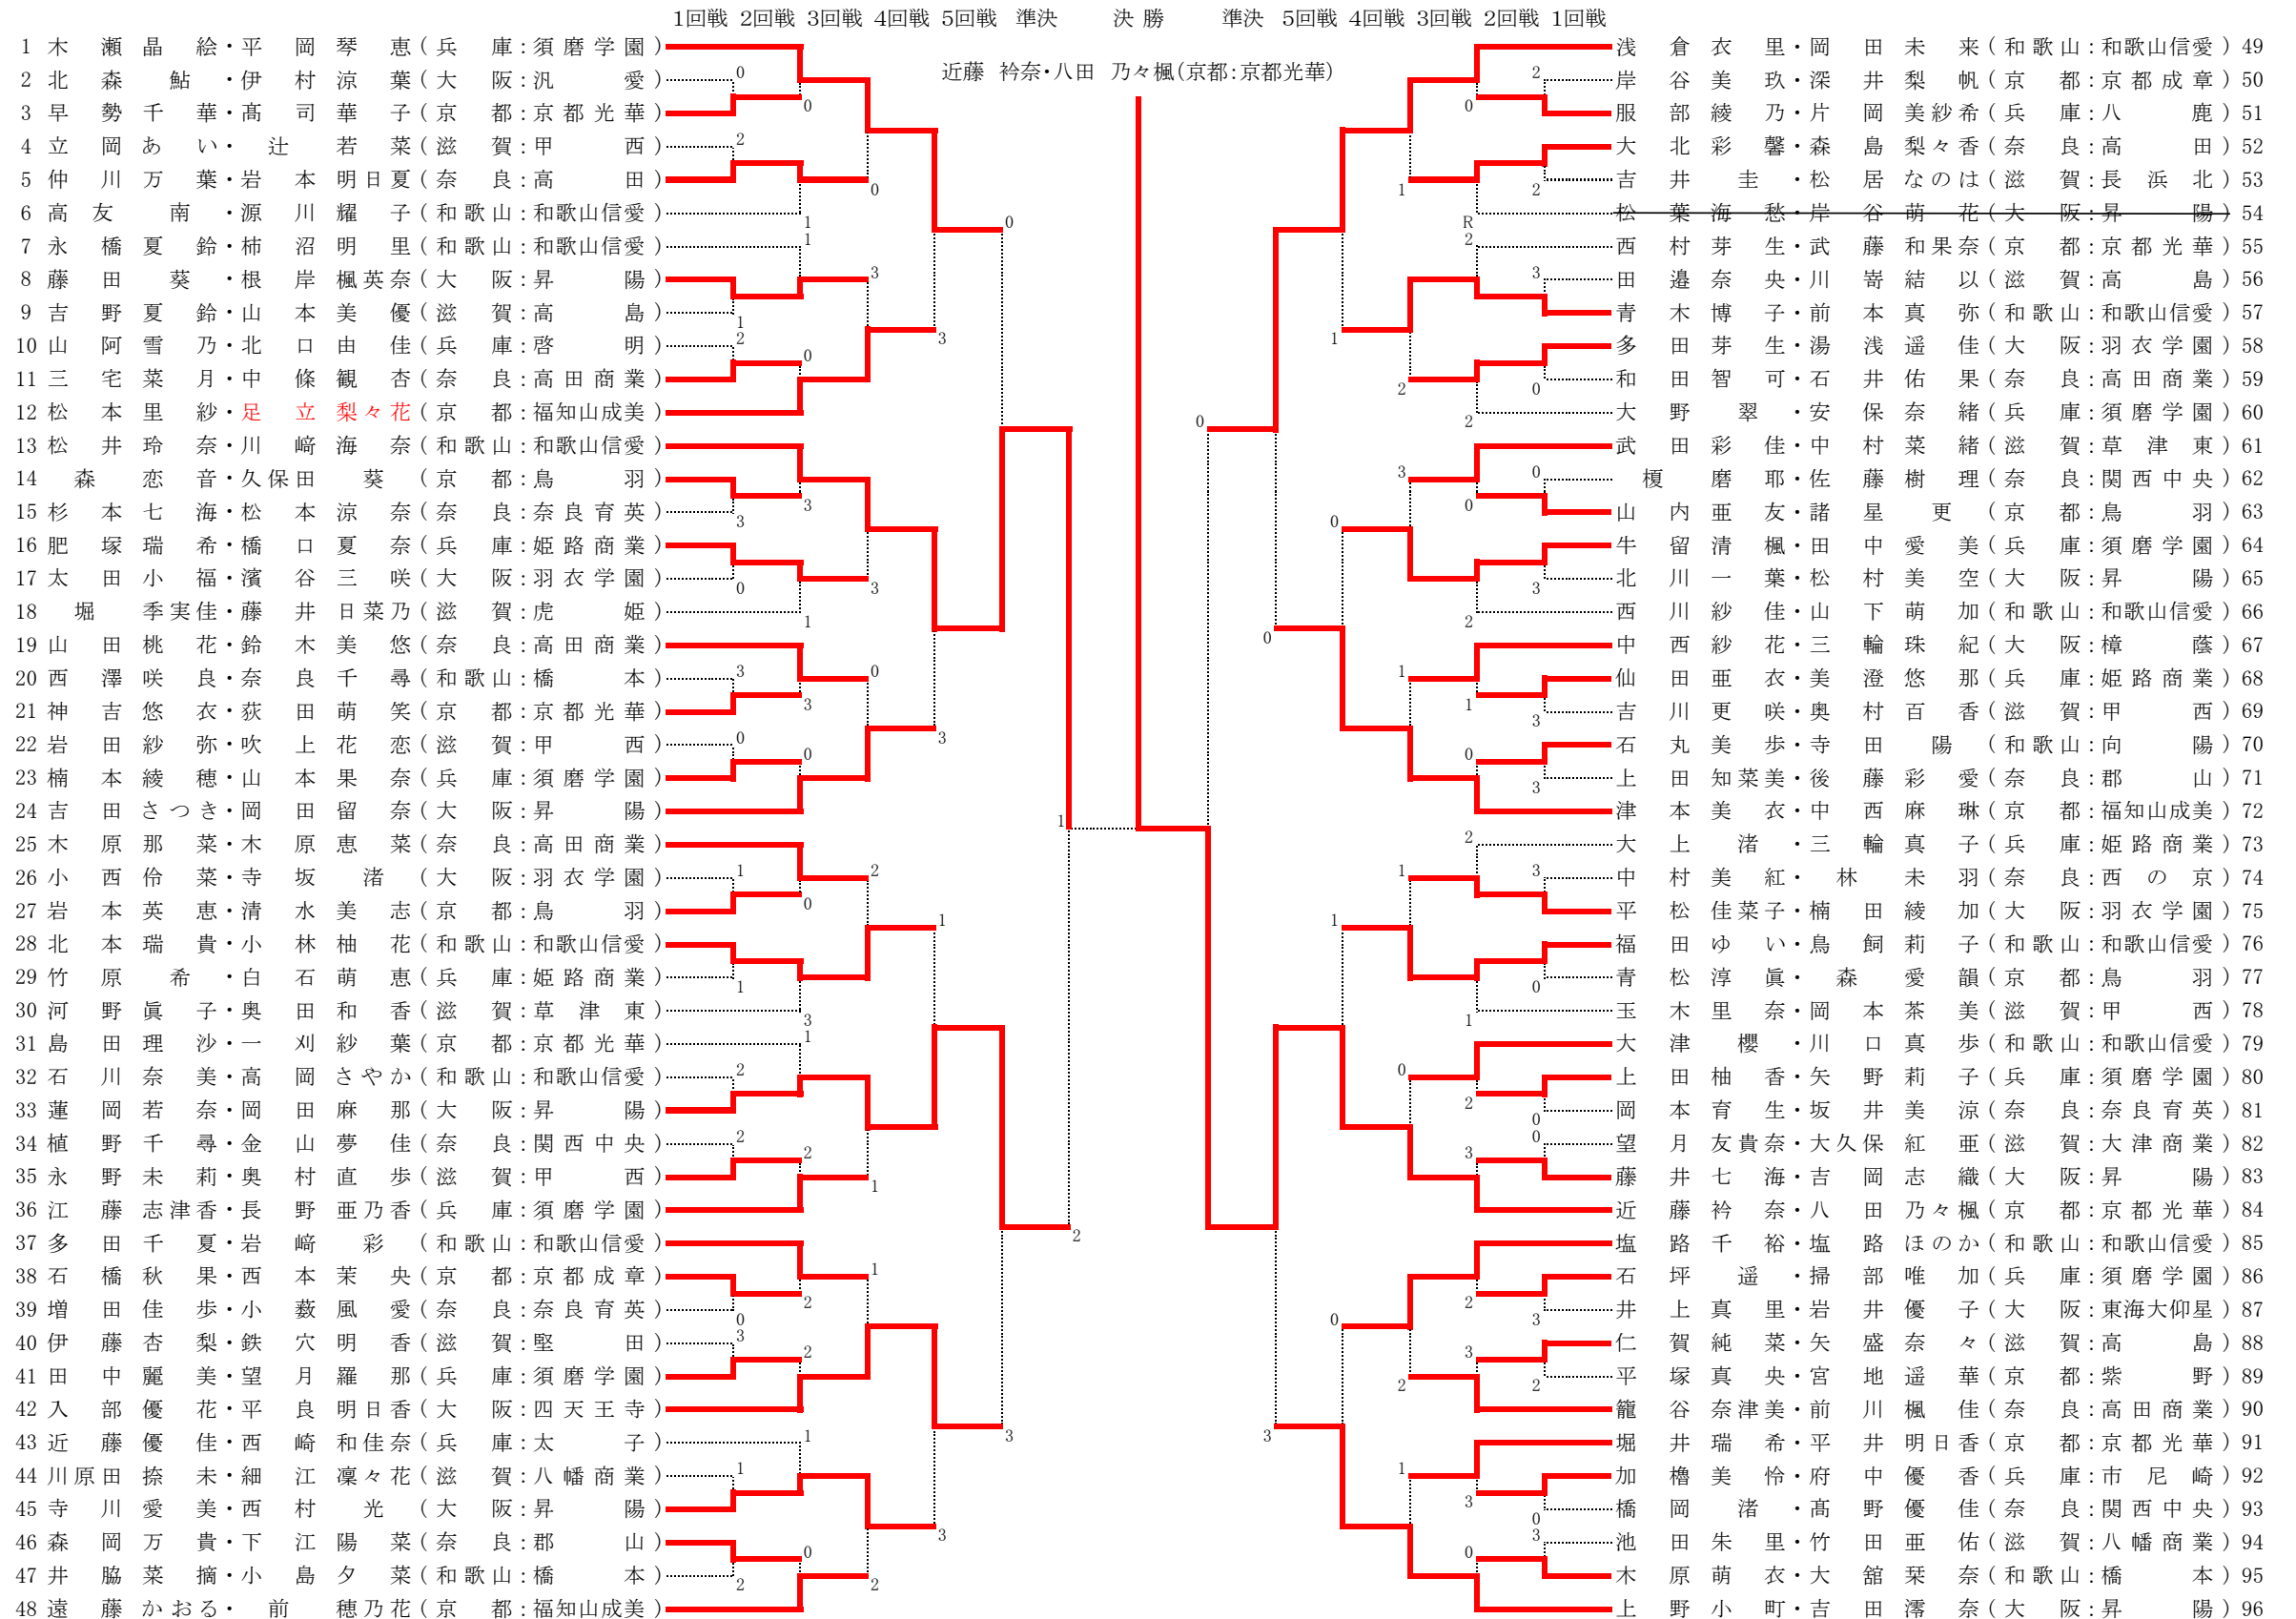 1回戦 2回戦 3回戦 4回戦 5回戦 準決 決 勝 準決 5回戦 4回戦 3回戦 2回戦 1回戦
近藤 衿奈・八田 乃々楓(京都:京都光華)
1 木瀬晶絵・平岡琴恵(兵庫:須磨学園)
2 北森鮎・伊村涼葉(大阪:汎愛)
3 早勢千華・髙司華子(京都:京都光華)
4 立岡あい・辻若菜(滋賀:甲西)
5 仲川万葉・岩本明日夏(奈良:高田)
6 高友南・源川耀子(和歌山:和歌山信愛)
7 永橋夏鈴・柿沼明里(和歌山:和歌山信愛)
8 藤田葵・根岸楓英奈(大阪:昇陽)
9 吉野夏鈴・山本美優(滋賀:高島)
10 山阿雪乃・北口由佳(兵庫:啓明)
11 三宅菜月・中條観杏(奈良:高田商業)
12 松本里紗・足立梨々花(京都:福知山成美)
13 松井玲奈・川﨑海奈(和歌山:和歌山信愛)
14 森恋音・久保田葵(京都:鳥羽)
15 杉本七海・松本涼奈(奈良:奈良育英)
16 肥塚瑞希・橋口夏奈(兵庫:姫路商業)
17 太田小福・濱谷三咲(大阪:羽衣学園)
18 堀季実佳・藤井日菜乃(滋賀:虎姫)
19 山田桃花・鈴木美悠(奈良:高田商業)
20 西澤咲良・奈良千尋(和歌山:橋本)
21 神吉悠衣・荻田萌笑(京都:京都光華)
22 岩田紗弥・吹上花恋(滋賀:甲西)
23 楠本綾穂・山本果奈(兵庫:須磨学園)
24 吉田さつき・岡田留奈(大阪:昇陽)
25 木原那菜・木原恵菜(奈良:高田商業)
26 小西伶菜・寺坂渚(大阪:羽衣学園)
27 岩本英恵・清水美志(京都:鳥羽)
28 北本瑞貴・小林柚花(和歌山:和歌山信愛)
29 竹原希・白石萌恵(兵庫:姫路商業)
30 河野眞子・奥田和香(滋賀:草津東)
31 島田理沙・一刈紗葉(京都:京都光華)
32 石川奈美・高岡さやか(和歌山:和歌山信愛)
33 蓮岡若奈・岡田麻那(大阪:昇陽)
34 植野千尋・金山夢佳(奈良:関西中央)
35 永野未莉・奥村直歩(滋賀:甲西)
36 江藤志津香・長野亜乃香(兵庫:須磨学園)
37 多田千夏・岩﨑彩(和歌山:和歌山信愛)
38 石橋秋果・西本茉央(京都:京都成章)
39 増田佳歩・小薮風愛(奈良:奈良育英)
40 伊藤杏梨・鉄穴明香(滋賀:堅田)
41 田中麗美・望月羅那(兵庫:須磨学園)
42 入部優花・平良明日香(大阪:四天王寺)
43 近藤優佳・西崎和佳奈(兵庫:太子)
44 川原田捺未・細江凜々花(滋賀:八幡商業)
45 寺川愛美・西村光(大阪:昇陽)
46 森岡万貴・下江陽菜(奈良:郡山)
47 井脇菜摘・小島夕菜(和歌山:橋本)
48 遠藤かおる・前穂乃花(京都:福知山成美)
浅倉衣里・岡田未来(和歌山:和歌山信愛) 49
岸谷美玖・深井梨帆(京都:京都成章) 50
服部綾乃・片岡美紗希(兵庫:八鹿) 51
大北彩馨・森島梨々香(奈良:高田) 52
吉井圭・松居なのは(滋賀:長浜北) 53
松葉海愁・岸谷萌花(大阪:昇陽) 54
西村芽生・武藤和果奈(京都:京都光華) 55
田邉奈央・川嵜結以(滋賀:高島) 56
青木博子・前本真弥(和歌山:和歌山信愛) 57
多田芽生・湯浅遥佳(大阪:羽衣学園) 58
和田智可・石井佑果(奈良:高田商業) 59
大野翠・安保奈緒(兵庫:須磨学園) 60
武田彩佳・中村菜緒(滋賀:草津東) 61
榎磨耶・佐藤樹理(奈良:関西中央) 62
山内亜友・諸星更(京都:鳥羽) 63
牛留清楓・田中愛美(兵庫:須磨学園) 64
北川一葉・松村美空(大阪:昇陽) 65
西川紗佳・山下萌加(和歌山:和歌山信愛) 66
中西紗花・三輪珠紀(大阪:樟蔭) 67
仙田亜衣・美澄悠那(兵庫:姫路商業) 68
吉川更咲・奥村百香(滋賀:甲西) 69
石丸美歩・寺田陽(和歌山:向陽) 70
上田知菜美・後藤彩愛(奈良:郡山) 71
津本美衣・中西麻琳(京都:福知山成美) 72
大上渚・三輪真子(兵庫:姫路商業) 73
中村美紅・林未羽(奈良:西の京) 74
平松佳菜子・楠田綾加(大阪:羽衣学園) 75
福田ゆい・鳥飼莉子(和歌山:和歌山信愛) 76
青松淳眞・森愛韻(京都:鳥羽) 77
玉木里奈・岡本茶美(滋賀:甲西) 78
大津櫻・川口真歩(和歌山:和歌山信愛) 79
上田柚香・矢野莉子(兵庫:須磨学園) 80
岡本育生・坂井美涼(奈良:奈良育英) 81
望月友貴奈・大久保紅亜(滋賀:大津商業) 82
藤井七海・吉岡志織(大阪:昇陽) 83
近藤衿奈・八田乃々楓(京都:京都光華) 84
塩路千裕・塩路ほのか(和歌山:和歌山信愛) 85
石坪遥・掃部唯加(兵庫:須磨学園) 86
井上真里・岩井優子(大阪:東海大仰星) 87
仁賀純菜・矢盛奈々(滋賀:高島) 88
平塚真央・宮地遥華(京都:紫野) 89
籠谷奈津美・前川楓佳(奈良:高田商業) 90
堀井瑞希・平井明日香(京都:京都光華) 91
加櫓美怜・府中優香(兵庫:市尼崎) 92
橋岡渚・髙野優佳(奈良:関西中央) 93
池田朱里・竹田亜佑(滋賀:八幡商業) 94
木原萌衣・大舘栞奈(和歌山:橋本) 95
上野小町・吉田澪奈(大阪:昇陽) 96